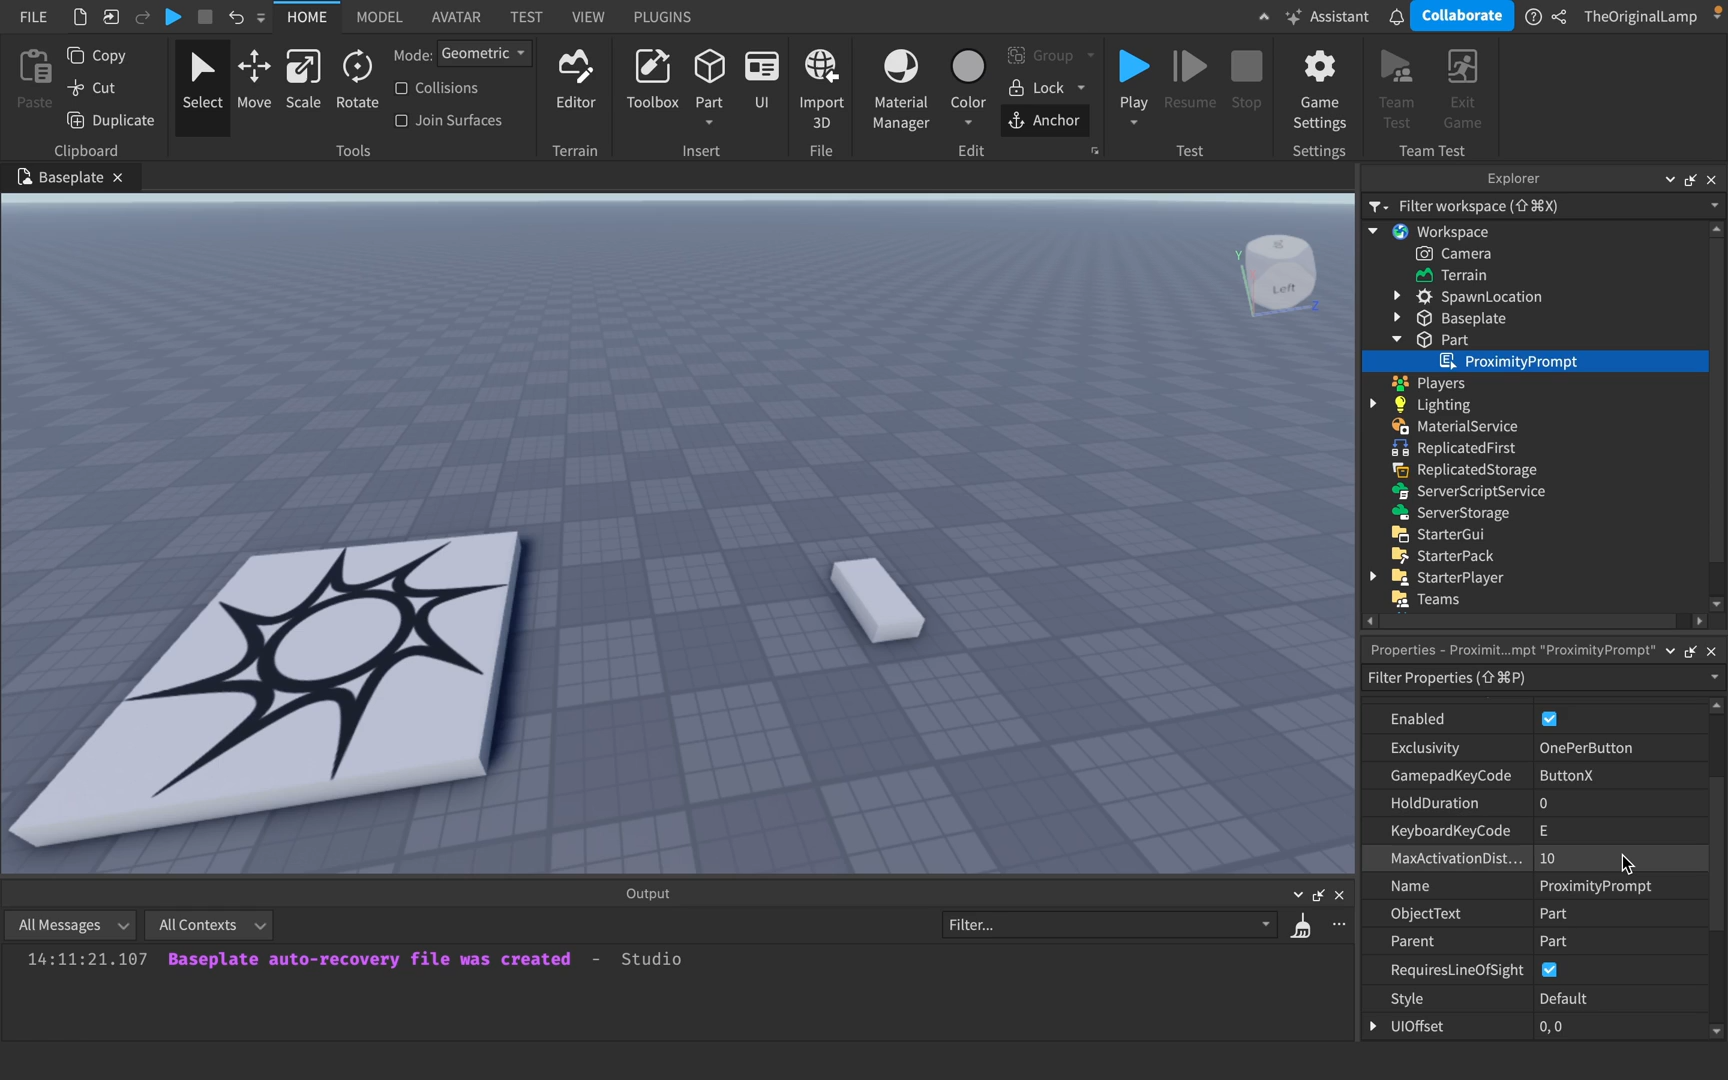 FILE HOME MODEL AVATAR TEST VIEW PLUGINS Assistant Collaborate TheOriginalLamp
Paste Copy Cut Duplicate
Clipboard
Select Move Scale Rotate
Mode: Geometric
Collisions
Join Surfaces
Tools
Editor
Terrain
Toolbox Part UI
Insert
Import
3D
File
Material
Manager
Color
Group
Lock
Anchor
Edit
Play Resume Stop
Test
Game
Settings
Settings
Team
Test
Exit
Game
Team Test
Baseplate
Y
Left
Z
Explorer
Filter workspace (⇧⌘X)
Workspace
Camera
Terrain
SpawnLocation
Baseplate
Part
ProximityPrompt
Players
Lighting
MaterialService
ReplicatedFirst
ReplicatedStorage
ServerScriptService
ServerStorage
StarterGui
StarterPack
StarterPlayer
Teams
Properties - Proximit...mpt "ProximityPrompt"
Filter Properties (⇧⌘P)
Enabled
Exclusivity OnePerButton
GamepadKeyCode ButtonX
HoldDuration 0
KeyboardKeyCode E
MaxActivationDist... 10
Name ProximityPrompt
ObjectText Part
Parent Part
RequiresLineOfSight
Style Default
UIOffset 0, 0
Output
All Messages All Contexts Filter...
14:11:21.107 Baseplate auto-recovery file was created - Studio